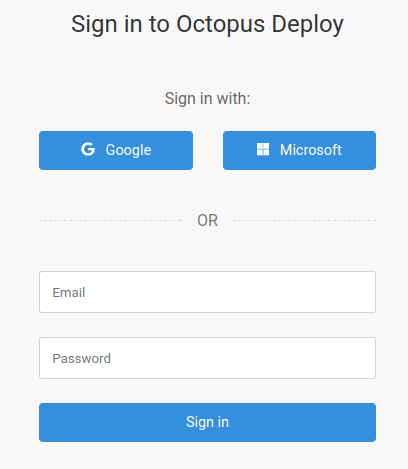 Sign in to Octopus Deploy
Sign in with:
Google
Microsoft
OR
Email
Password
Sign in